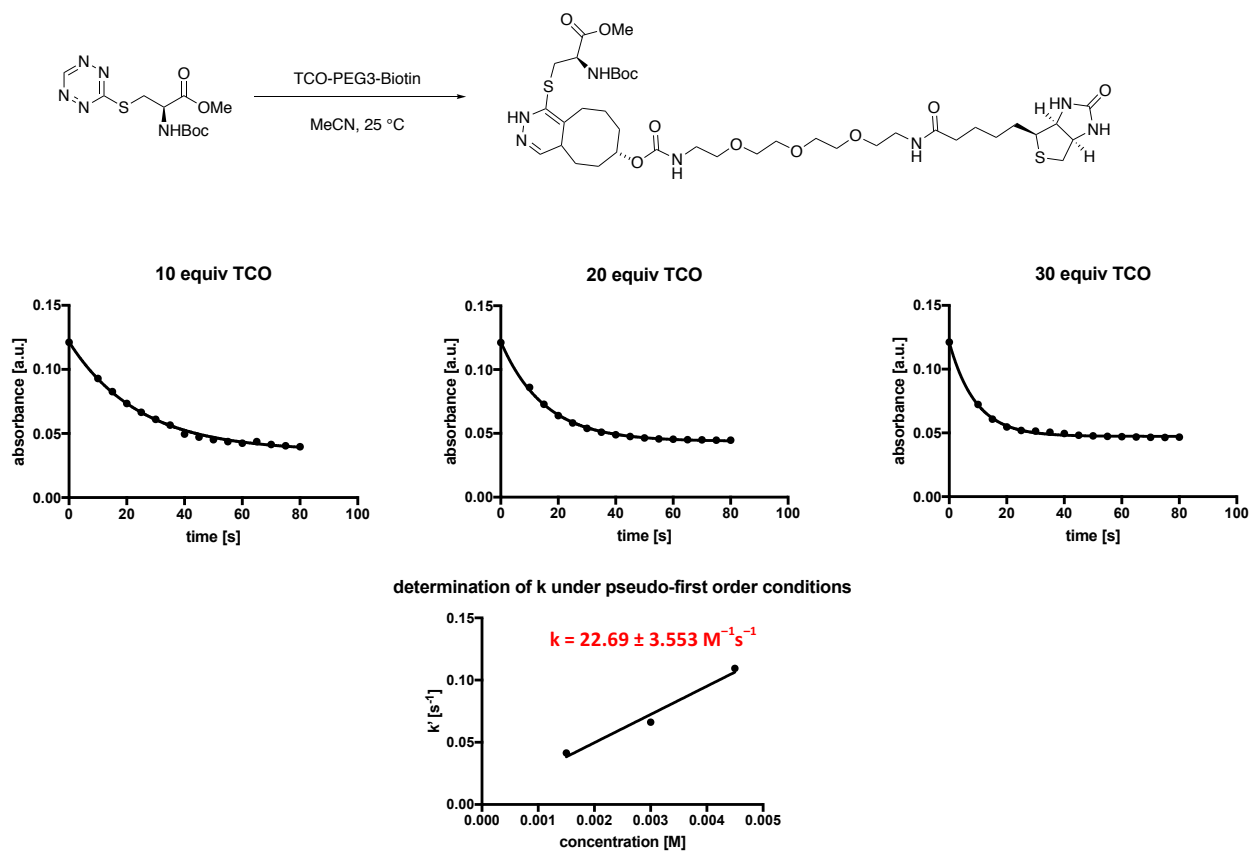 TCO-PEG3-Biotin
MeCN, 25 °C
N
N
N
N
S
O
OMe
NHBoc
O
OMe
NHBoc
S
HN
N
O
O
N
H
O
O
O
N
H
O
H
HN
O
NH
S
H
10 equiv TCO
absorbance [a.u.]
0.15
0.10
0.05
0.00
0 20 40 60 80 100
time [s]
20 equiv TCO
absorbance [a.u.]
0.15
0.10
0.05
0.00
0 20 40 60 80 100
time [s]
30 equiv TCO
absorbance [a.u.]
0.15
0.10
0.05
0.00
0 20 40 60 80 100
time [s]
determination of k under pseudo-first order conditions
k = 22.69 ± 3.553 M⁻¹s⁻¹
k' [s⁻¹]
0.15
0.10
0.05
0.00
0.000 0.001 0.002 0.003 0.004 0.005
concentration [M]